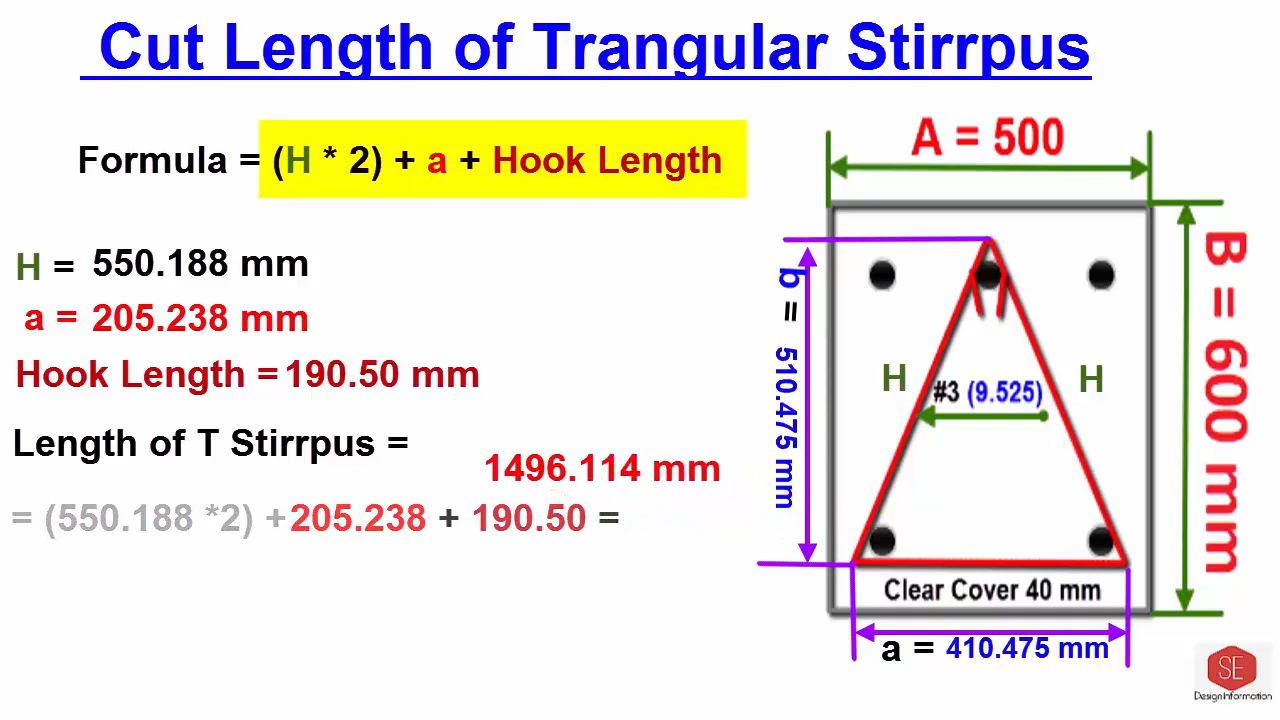 Cut Length of Trangular Stirrpus
Formula = (H * 2) + a + Hook Length
H = 550.188 mm
a = 205.238 mm
Hook Length = 190.50 mm
Length of T Stirrpus =
1496.114 mm
= (550.188 *2) + 205.238 + 190.50 =
A = 500
B = 600 mm
b = 510.475 mm
H
H
#3 (9.525)
Clear Cover 40 mm
a = 410.475 mm
SE
Design Information